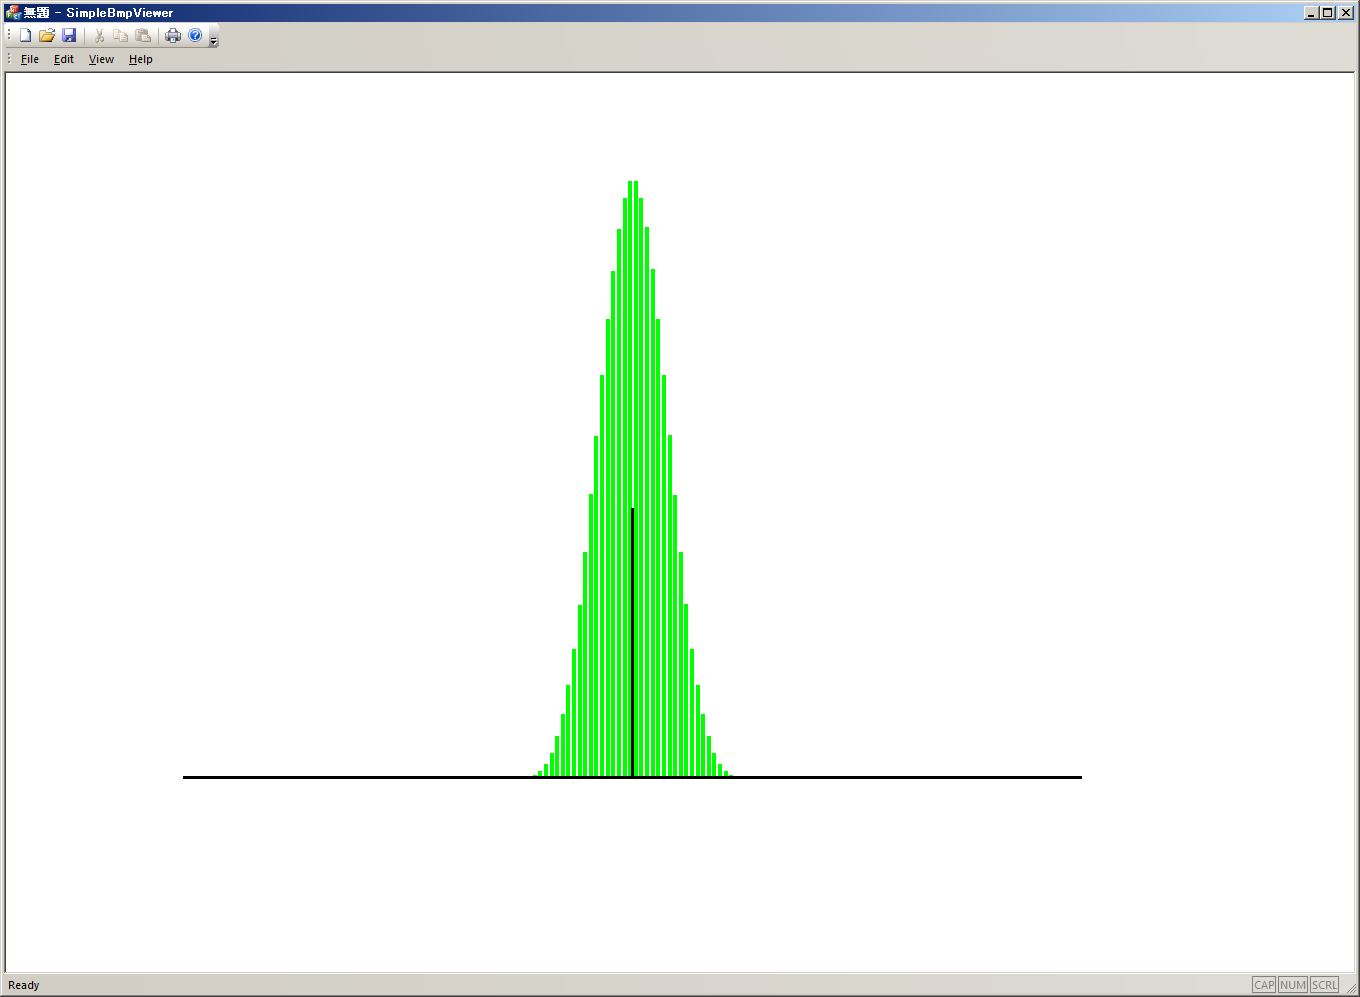 無題 - SimpleBmpViewer
File Edit View Help
Ready
CAP NUM SCRL